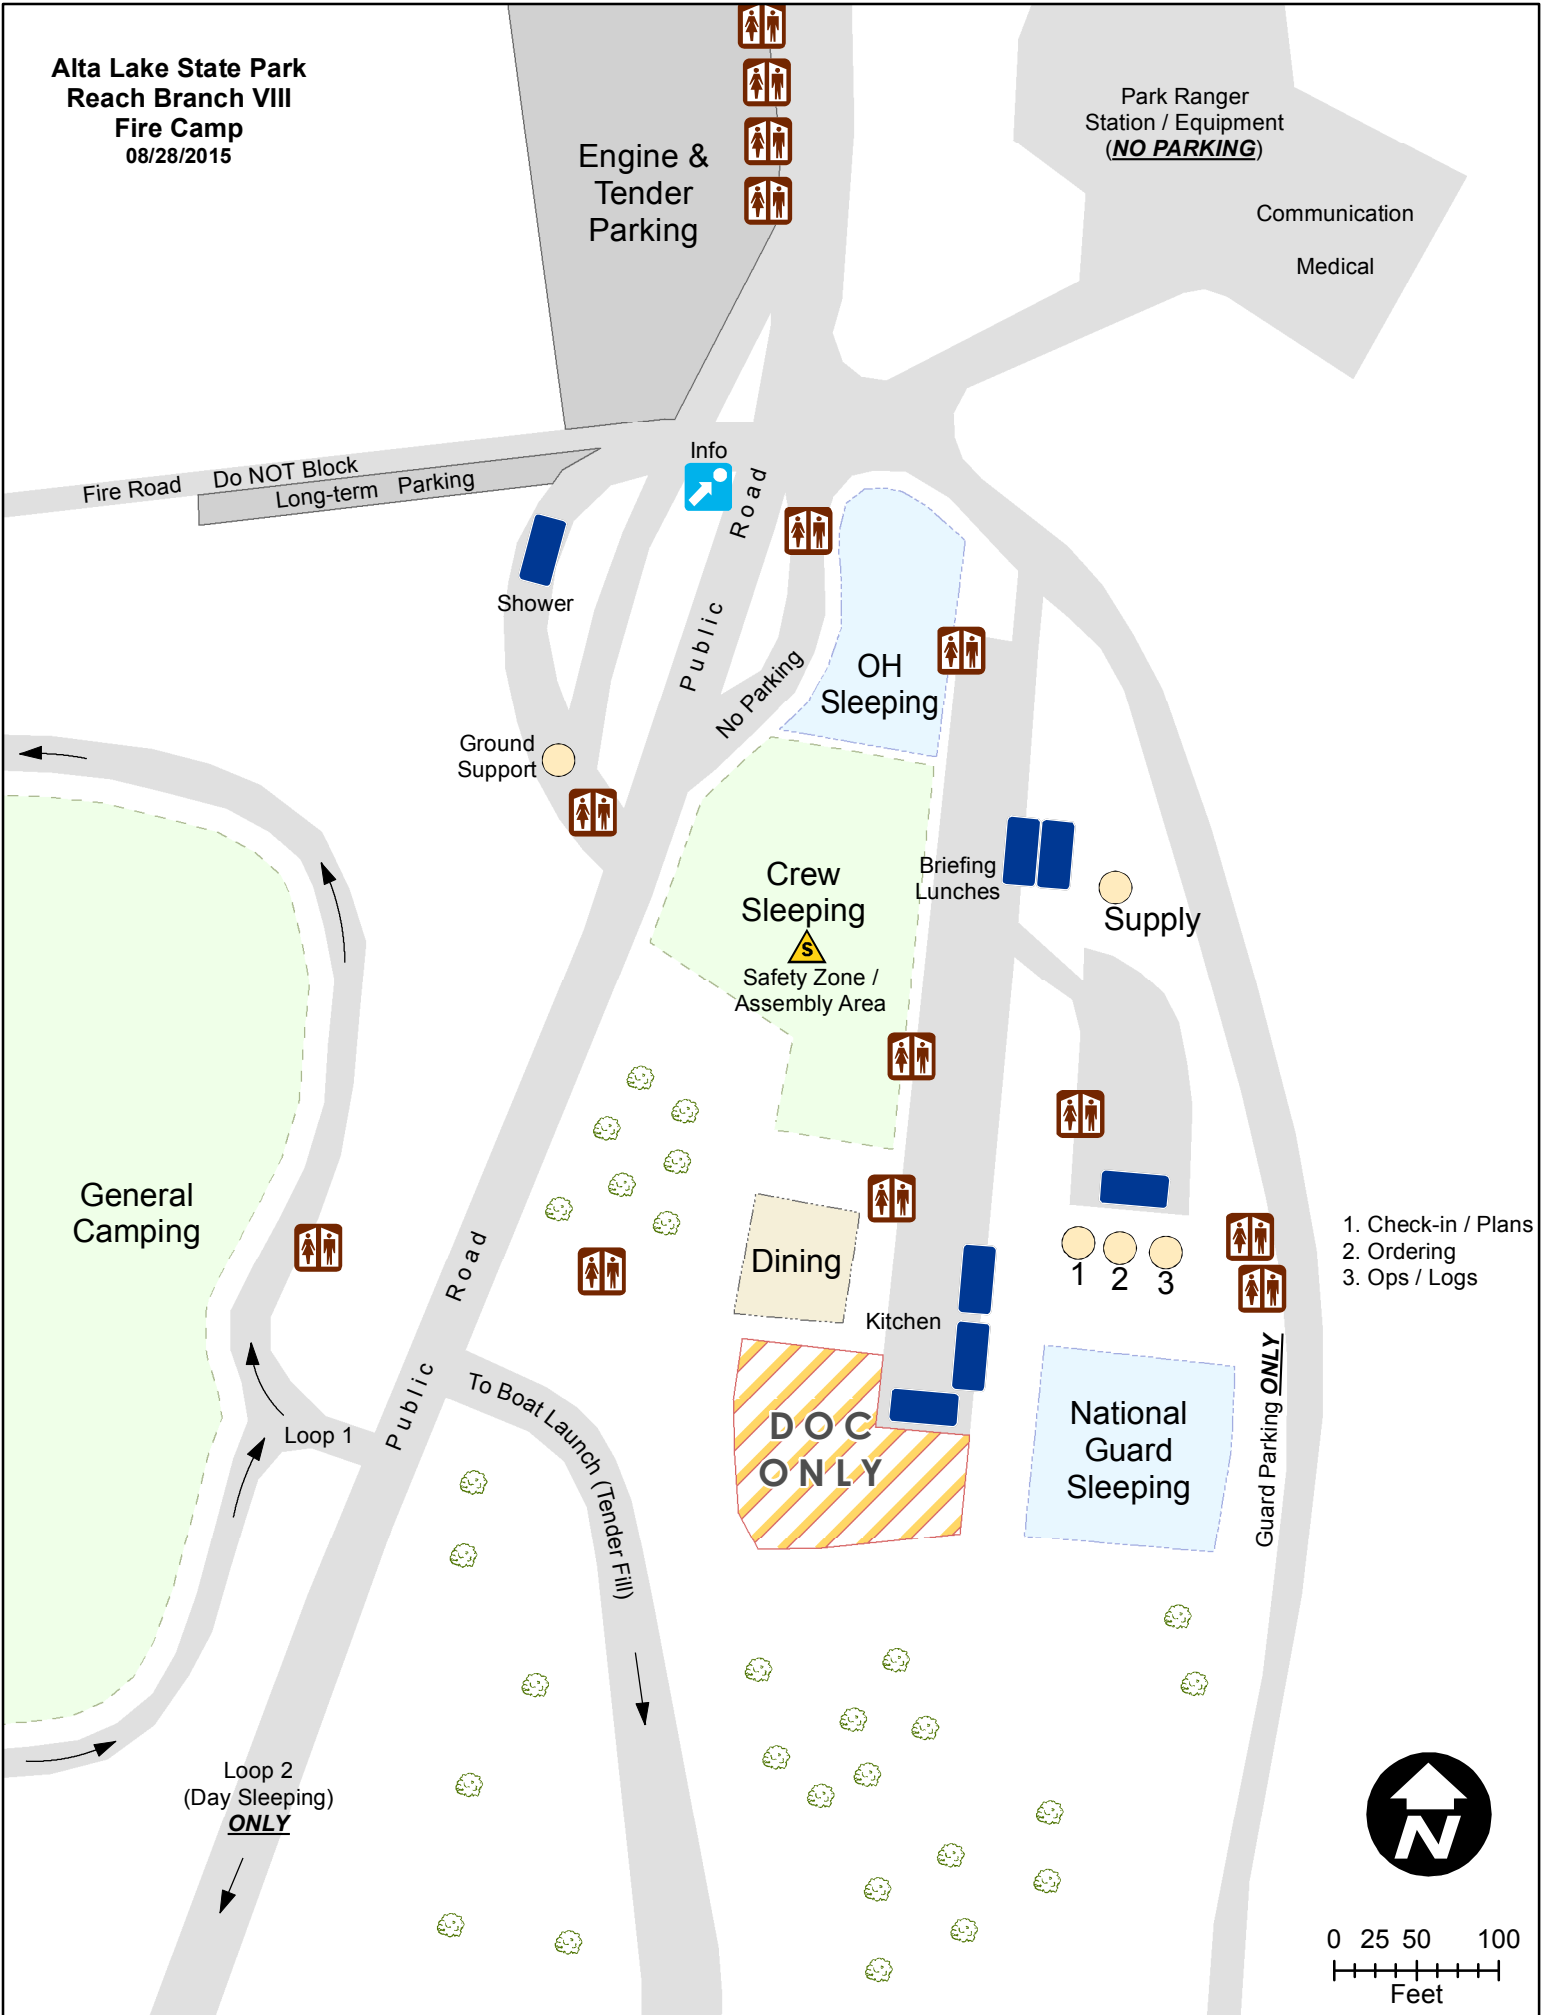 Alta Lake State Park
Reach Branch VIII
Fire Camp
08/28/2015
Engine &
Tender
Parking
Park Ranger
Station / Equipment
(NO PARKING)
Communication
Medical
Info
Fire Road
Do NOT Block
Long-term Parking
Public Road
Shower
No Parking
OH
Sleeping
Ground
Support
Crew
Sleeping
S
Safety Zone /
Assembly Area
Briefing
Lunches
Supply
General
Camping
Dining
Kitchen
1
2
3
1. Check-in / Plans
2. Ordering
3. Ops / Logs
Public Road
To Boat Launch (Tender Fill)
Loop 1
DOC
ONLY
National
Guard
Sleeping
Guard Parking ONLY
Loop 2
(Day Sleeping)
ONLY
N
0 25 50 100
Feet